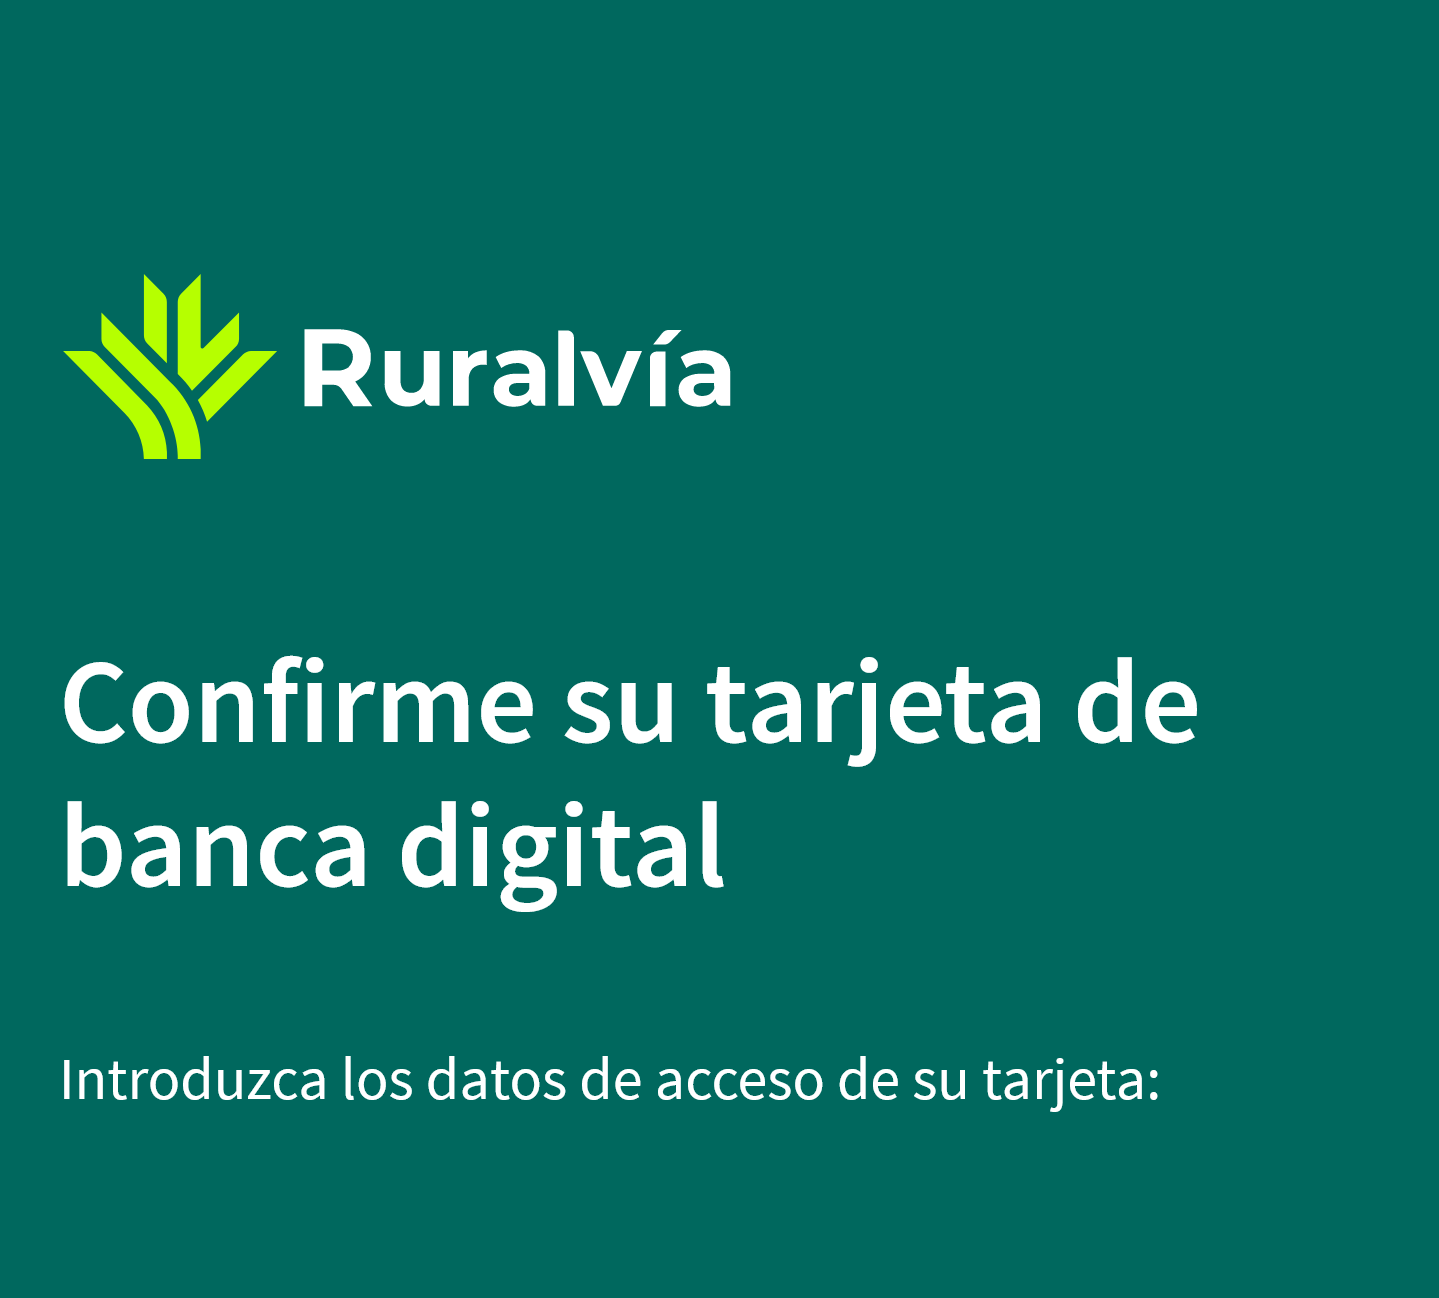 Ruralvía
Confirme su tarjeta de
banca digital
Introduzca los datos de acceso de su tarjeta: